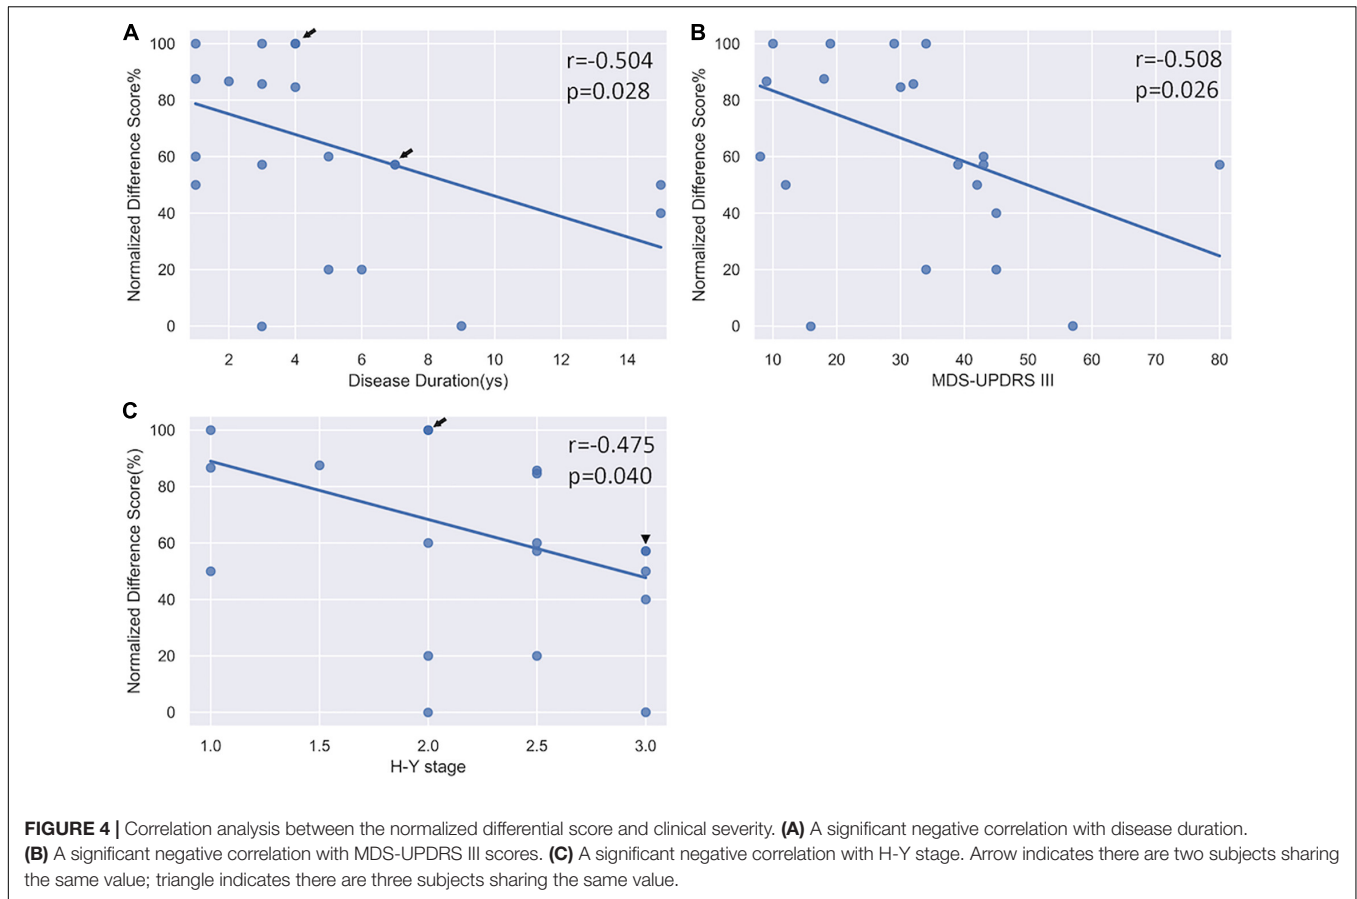 A
100
80
60
40
20
0
Normalized Difference Score%
r=-0.504
p=0.028
2 4 6 8 10 12 14
Disease Duration(ys)
B
100
80
60
40
20
0
Normalized Difference Score%
r=-0.508
p=0.026
10 20 30 40 50 60 70 80
MDS-UPDRS III
C
100
80
60
40
20
0
Normalized Difference Score(%)
r=-0.475
p=0.040
1.0 1.5 2.0 2.5 3.0
H-Y stage
FIGURE 4 | Correlation analysis between the normalized differential score and clinical severity. (A) A significant negative correlation with disease duration.
(B) A significant negative correlation with MDS-UPDRS III scores. (C) A significant negative correlation with H-Y stage. Arrow indicates there are two subjects sharing
the same value; triangle indicates there are three subjects sharing the same value.